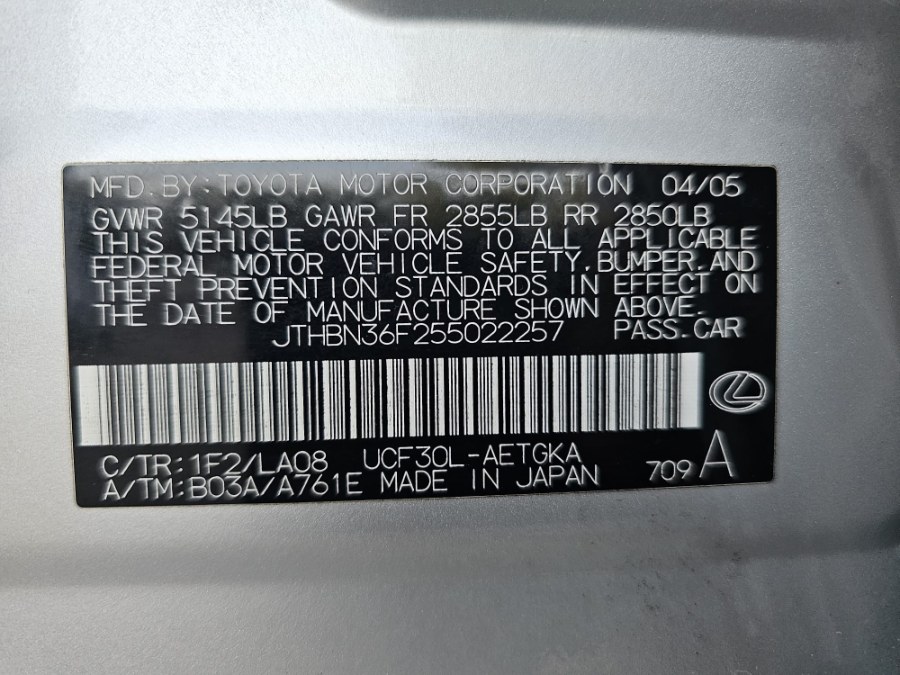 MFD. BY: TOYOTA MOTOR CORPORATION 04/05
GVWR 5145LB GAWR FR 2855LB RR 2850LB
THIS VEHICLE CONFORMS TO ALL APPLICABLE
FEDERAL MOTOR VEHICLE SAFETY, BUMPER, AND
THEFT PREVENTION STANDARDS IN EFFECT ON
THE DATE OF MANUFACTURE SHOWN ABOVE.
JTHBN36F255022257 PASS.CAR
C/TR:1F2/LA08 UCF30L-AETGKA
A/TM:B03A/A761E MADE IN JAPAN 709 A